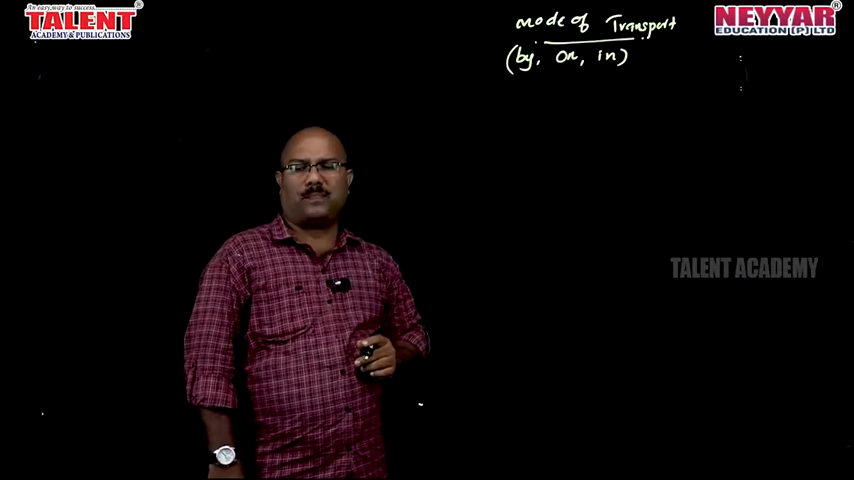 An easy way to success...
TALENT
ACADEMY & PUBLICATIONS
mode of Transport
(by, on, in)
NEYYAR
EDUCATION (P) LTD
TALENT ACADEMY